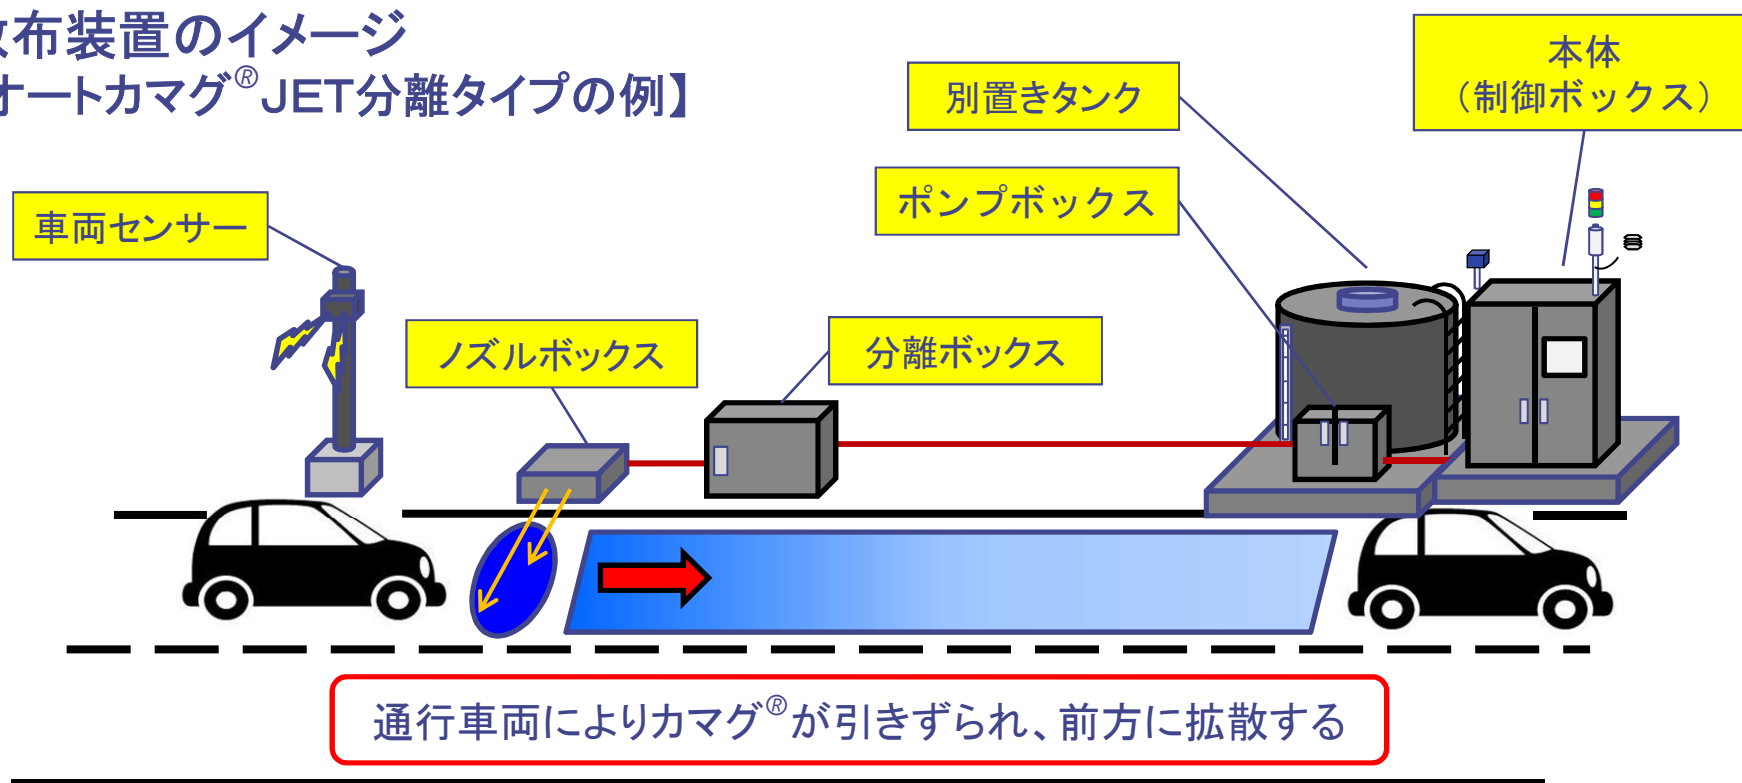 布装置のイメージ
オートカマグ®JET分離タイプの例】
本体
（制御ボックス）
別置きタンク
ポンプボックス
車両センサー
ノズルボックス
分離ボックス
通行車両によりカマグ®が引きずられ、前方に拡散する